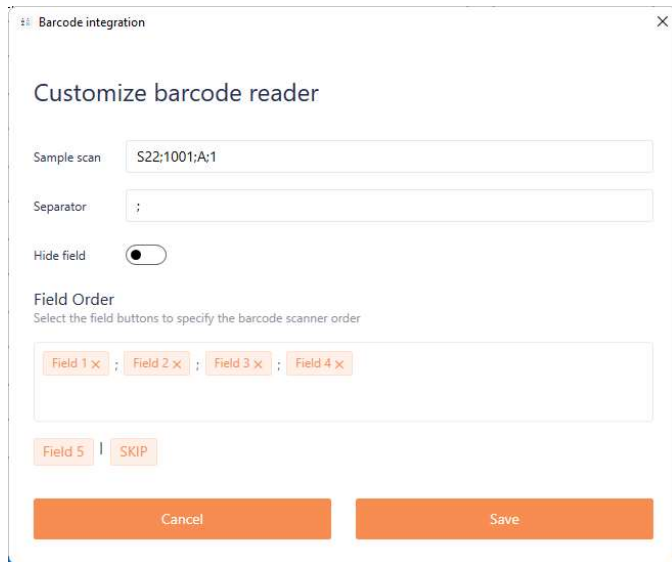 Barcode integration
Customize barcode reader
Sample scan S22;1001;A;1
Separator ;
Hide field
Field Order
Select the field buttons to specify the barcode scanner order
Field 1 × ; Field 2 × ; Field 3 × ; Field 4 ×
Field 5 | SKIP
Cancel Save